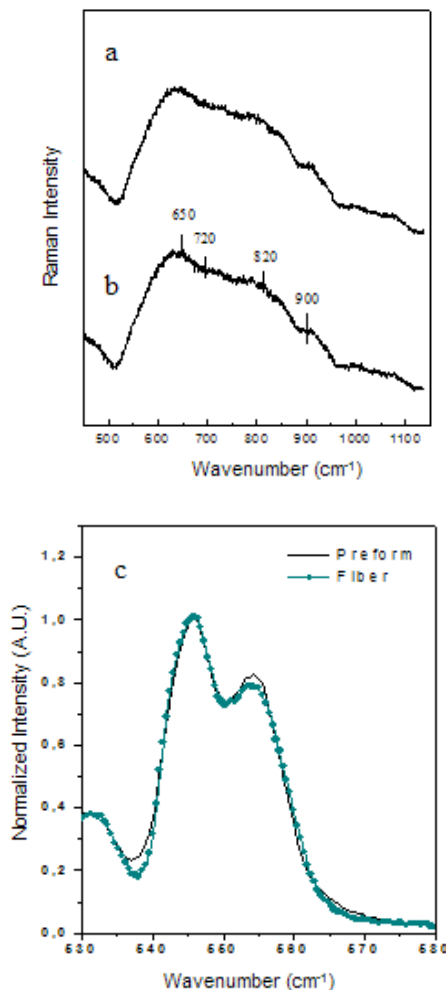 a
Raman Intensity
650
720
820
900
b
500 600 700 800 900 1000 1100
Wavenumber (cm⁻¹)
c
Preform
Fiber
1,2
1,0
0,8
0,6
0,4
0,2
0,0
Normalized Intensity (A.U.)
530 540 550 560 570 580
Wavenumber (cm⁻¹)